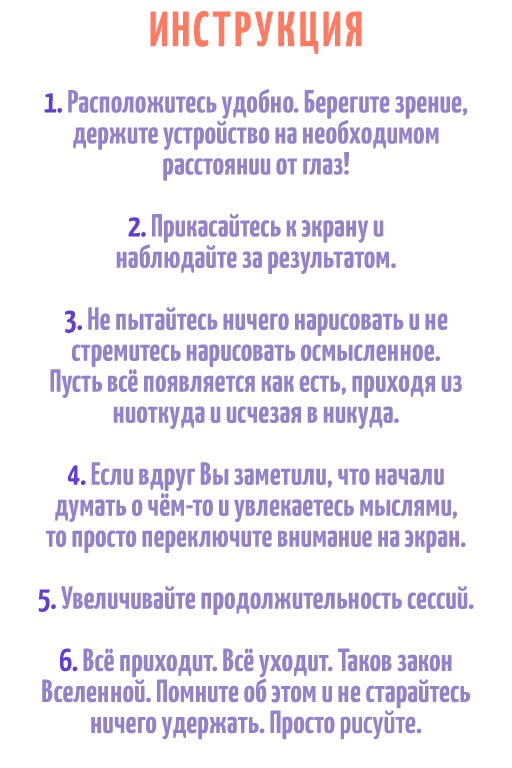 ИНСТРУКЦИЯ
1. Расположитесь удобно. Берегите зрение,
держите устройство на необходимом
расстоянии от глаз!
2. Прикасайтесь к экрану и
наблюдайте за результатом.
3. Не пытайтесь ничего нарисовать и не
стремитесь нарисовать осмысленное.
Пусть всё появляется как есть, приходя из
ниоткуда и исчезая в никуда.
4. Если вдруг Вы заметили, что начали
думать о чём-то и увлекаетесь мыслями,
то просто переключите внимание на экран.
5. Увеличивайте продолжительность сессий.
6. Всё приходит. Всё уходит. Таков закон
Вселенной. Помните об этом и не старайтесь
ничего удержать. Просто рисуйте.